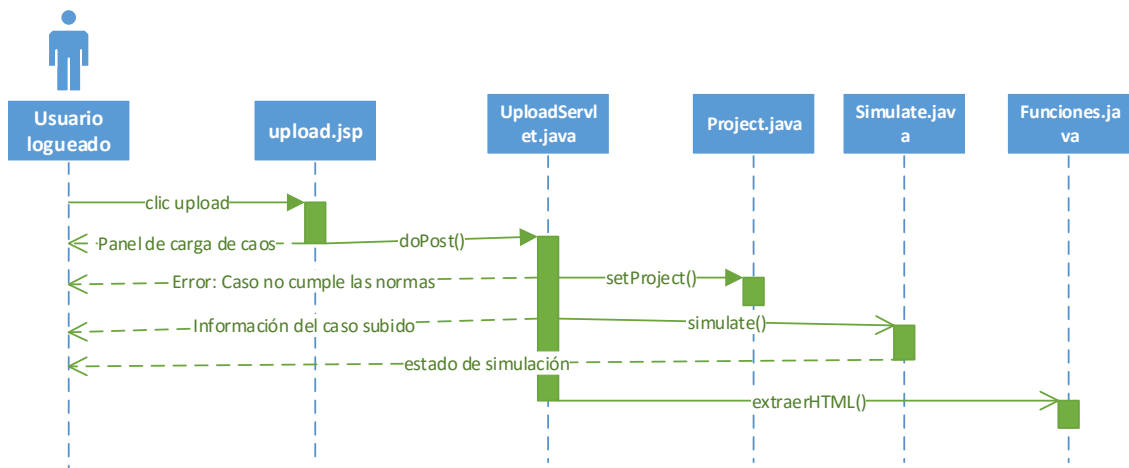 Usuario
logueado
upload.jsp
UploadServl
et.java
Project.java
Simulate.jav
a
Funciones.ja
va
clic upload
Panel de carga de caos
doPost()
Error: Caso no cumple las normas
setProject()
Información del caso subido
simulate()
estado de simulación
extraerHTML()